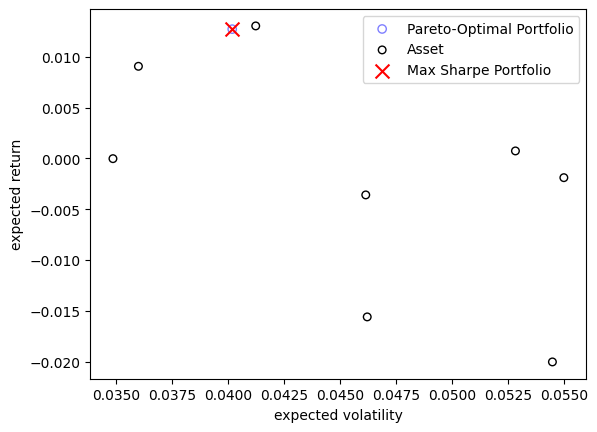 Pareto-Optimal Portfolio
Asset
Max Sharpe Portfolio
expected return
0.010
0.005
0.000
−0.005
−0.010
−0.015
−0.020
0.0350 0.0375 0.0400 0.0425 0.0450 0.0475 0.0500 0.0525 0.0550
expected volatility